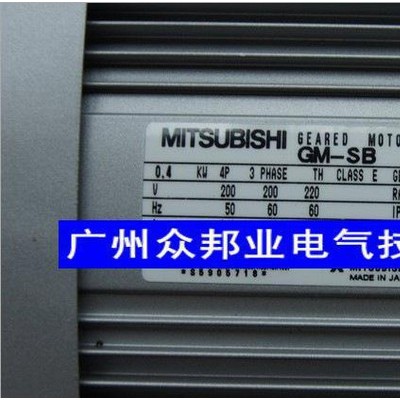 MITSUBISHI GEARED MOTO
GM-SB
0.4 KW 4P 3 PHASE TH CLASS E
V 200 200 220
Hz 50 60 60
广州众邦业电气技
*S5905718*
MADE IN JA